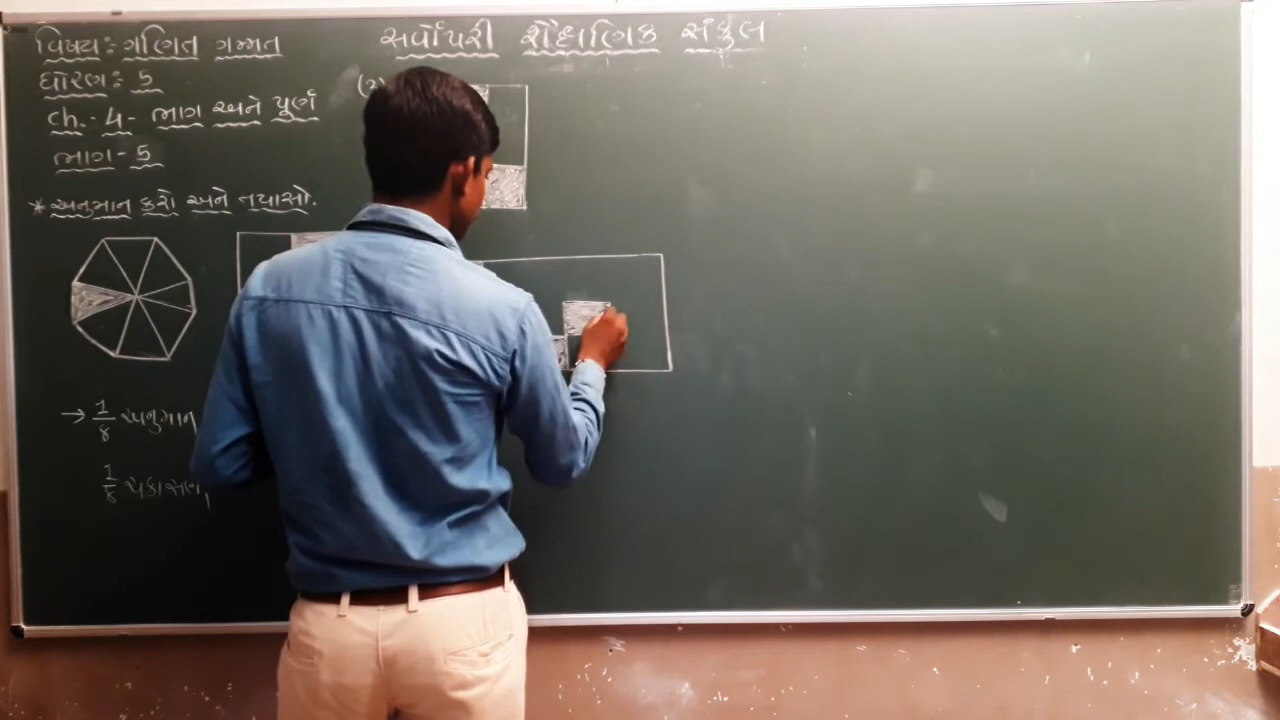 વિષય:- ગણિત ગમ્મત
સર્વોપરી શૈક્ષણિક સંકુલ
ધોરણ:- 5
ch.- 4- ભાગ અને પૂર્ણ
ભાગ- 5
* અનુમાન કરો અને તપાસો.
→ 1/8 અનુમાન
1/8 ચકાસણી